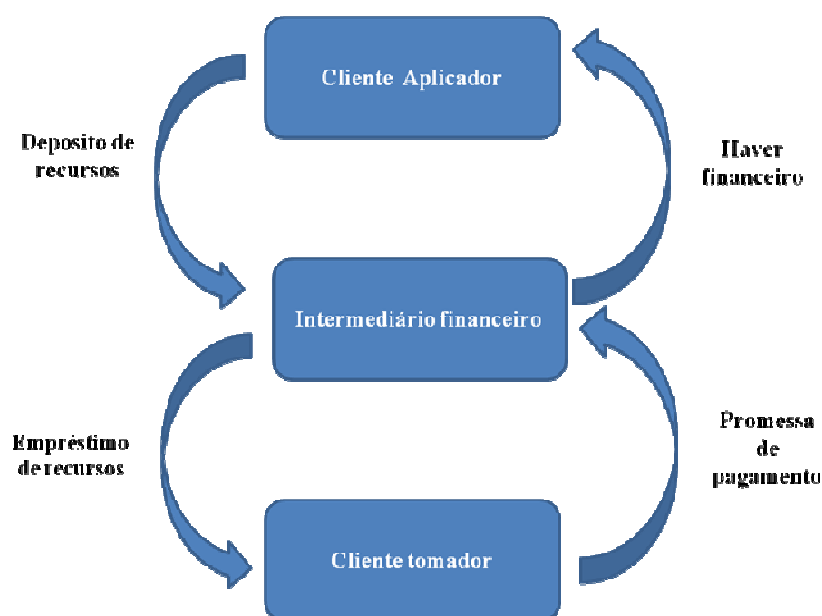 Cliente Aplicador
Deposito de
recursos
Haver
financeiro
Intermediário financeiro
Empréstimo
de recursos
Promessa
de
pagamento
Cliente tomador